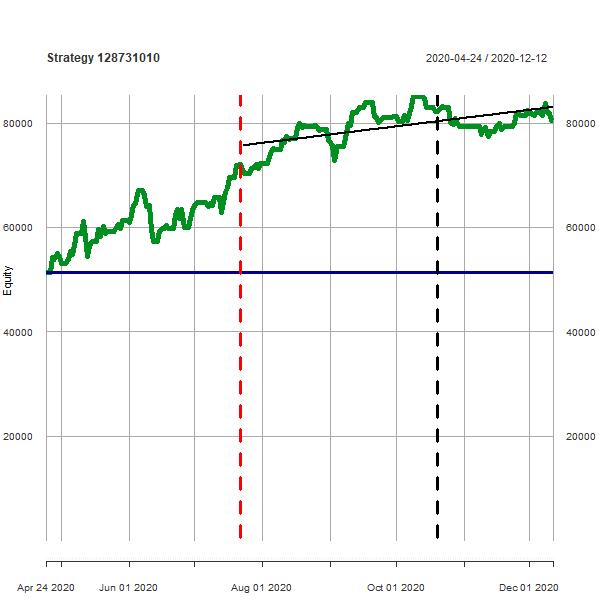 Strategy 128731010
2020-04-24 / 2020-12-12
80000
80000
60000
60000
Equity
40000
40000
20000
20000
Apr 24 2020
Jun 01 2020
Aug 01 2020
Oct 01 2020
Dec 01 2020